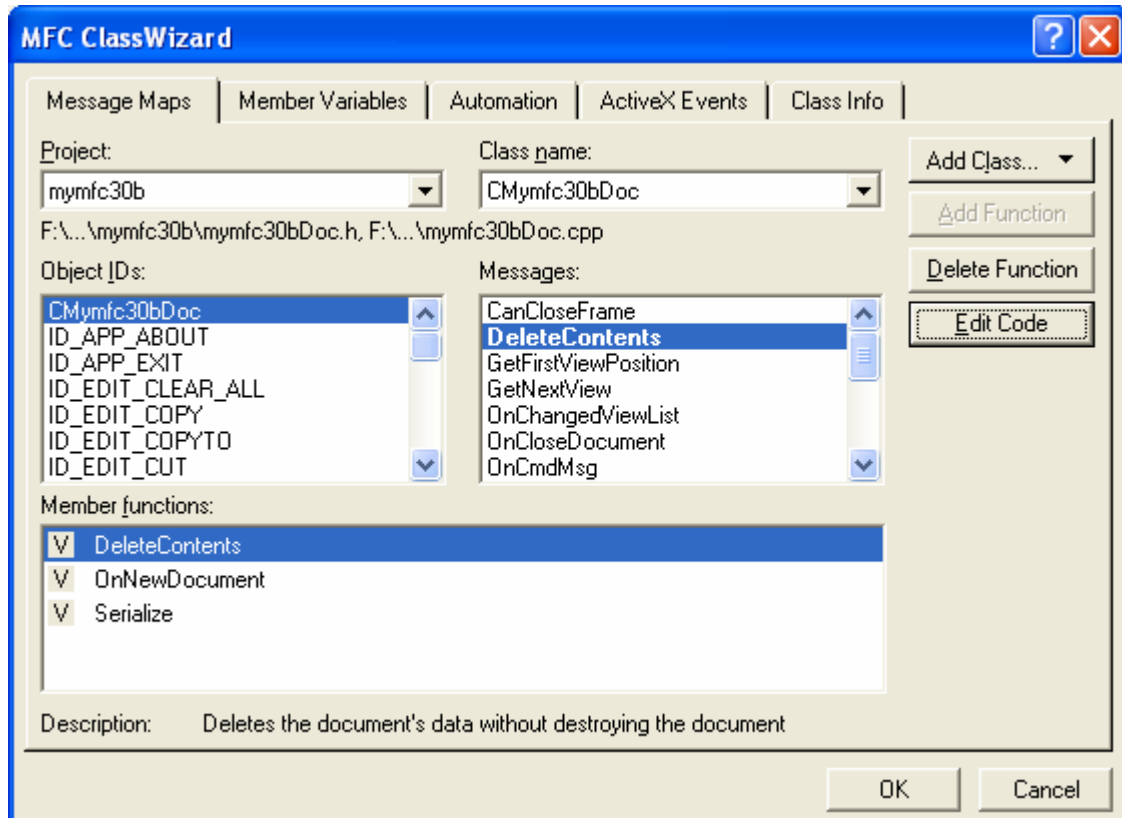 MFC ClassWizard
Message Maps Member Variables Automation ActiveX Events Class Info
Project: Class name: Add Class...
mymfc30b CMymfc30bDoc Add Function
F:\...\mymfc30b\mymfc30bDoc.h, F:\...\mymfc30bDoc.cpp
Object IDs: Messages: Delete Function
CMymfc30bDoc CanCloseFrame Edit Code
ID_APP_ABOUT DeleteContents
ID_APP_EXIT GetFirstViewPosition
ID_EDIT_CLEAR_ALL GetNextView
ID_EDIT_COPY OnChangedViewList
ID_EDIT_COPYTO OnCloseDocument
ID_EDIT_CUT OnCmdMsg
Member functions:
V DeleteContents
V OnNewDocument
V Serialize
Description: Deletes the document's data without destroying the document
OK Cancel